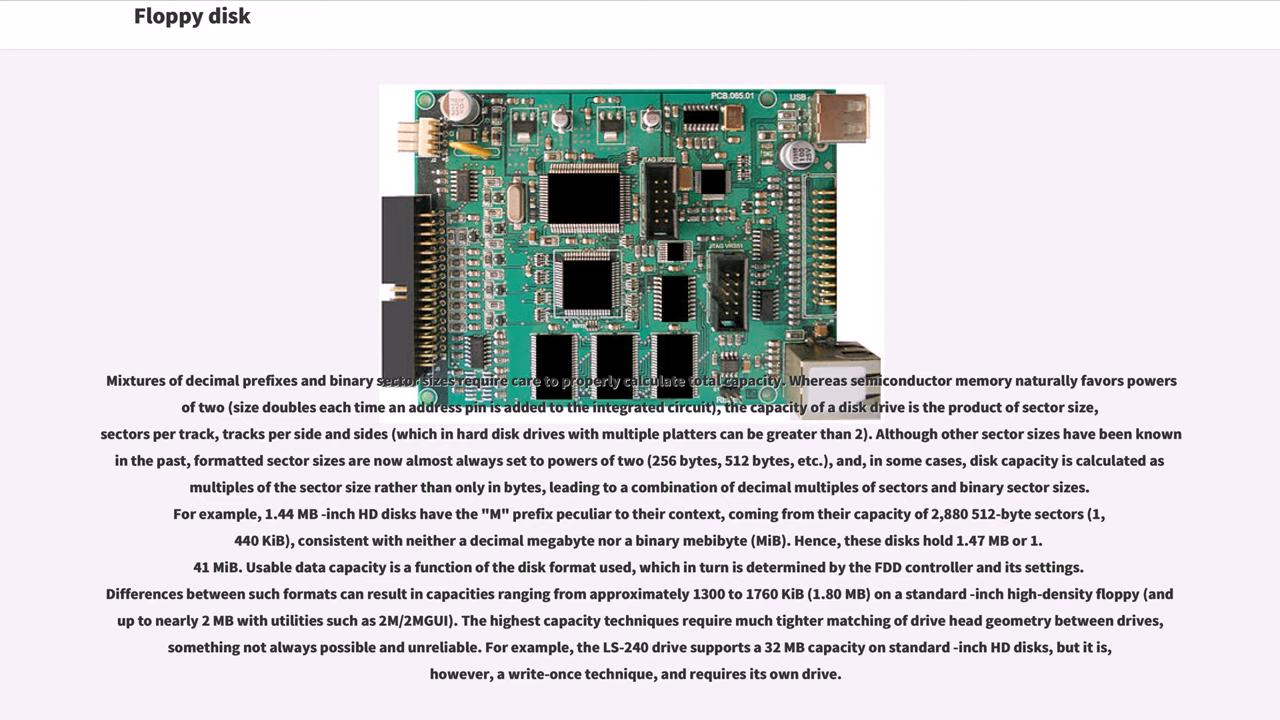 Floppy disk
PCB.065.01
USB
JTAG IP2022
JTAG VRS51
Mixtures of decimal prefixes and binary sector sizes require care to properly calculate total capacity. Whereas semiconductor memory naturally favors powers
of two (size doubles each time an address pin is added to the integrated circuit), the capacity of a disk drive is the product of sector size,
sectors per track, tracks per side and sides (which in hard disk drives with multiple platters can be greater than 2). Although other sector sizes have been known
in the past, formatted sector sizes are now almost always set to powers of two (256 bytes, 512 bytes, etc.), and, in some cases, disk capacity is calculated as
multiples of the sector size rather than only in bytes, leading to a combination of decimal multiples of sectors and binary sector sizes.
For example, 1.44 MB -inch HD disks have the "M" prefix peculiar to their context, coming from their capacity of 2,880 512-byte sectors (1,
440 KiB), consistent with neither a decimal megabyte nor a binary mebibyte (MiB). Hence, these disks hold 1.47 MB or 1.
41 MiB. Usable data capacity is a function of the disk format used, which in turn is determined by the FDD controller and its settings.
Differences between such formats can result in capacities ranging from approximately 1300 to 1760 KiB (1.80 MB) on a standard -inch high-density floppy (and
up to nearly 2 MB with utilities such as 2M/2MGUI). The highest capacity techniques require much tighter matching of drive head geometry between drives,
something not always possible and unreliable. For example, the LS-240 drive supports a 32 MB capacity on standard -inch HD disks, but it is,
however, a write-once technique, and requires its own drive.